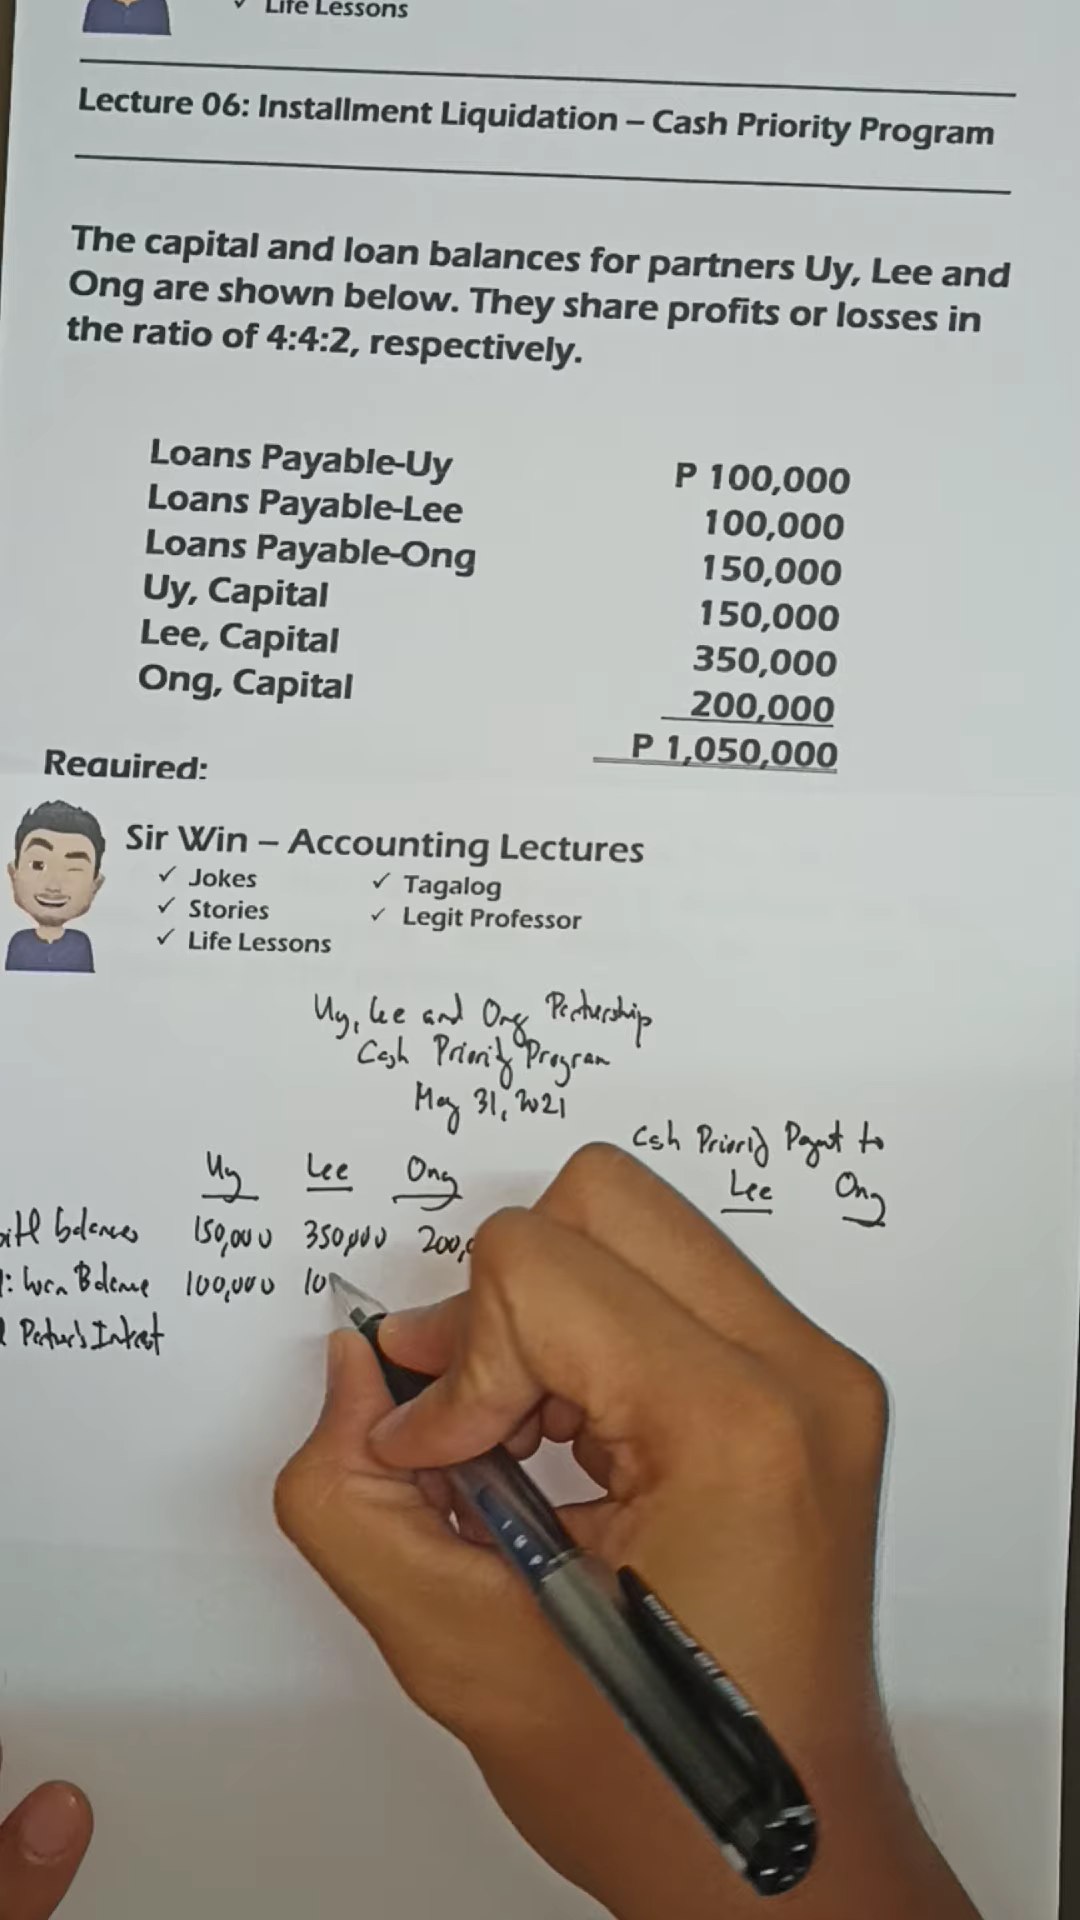 ✓ Life Lessons
Lecture 06: Installment Liquidation – Cash Priority Program
The capital and loan balances for partners Uy, Lee and
Ong are shown below. They share profits or losses in
the ratio of 4:4:2, respectively.
Loans Payable-Uy P 100,000
Loans Payable-Lee 100,000
Loans Payable-Ong 150,000
Uy, Capital 150,000
Lee, Capital 350,000
Ong, Capital 200,000
P 1,050,000
Required:
Sir Win – Accounting Lectures
✓ Jokes ✓ Tagalog
✓ Stories ✓ Legit Professor
✓ Life Lessons
Uy, Lee and Ong Partnership
Cash Priority Program
May 31, 2021
Cash Priority Payment to
Uy Lee Ong Lee Ong
balances 150,000 350,000 200,
: Loan Balance 100,000 10
Partner's Interest